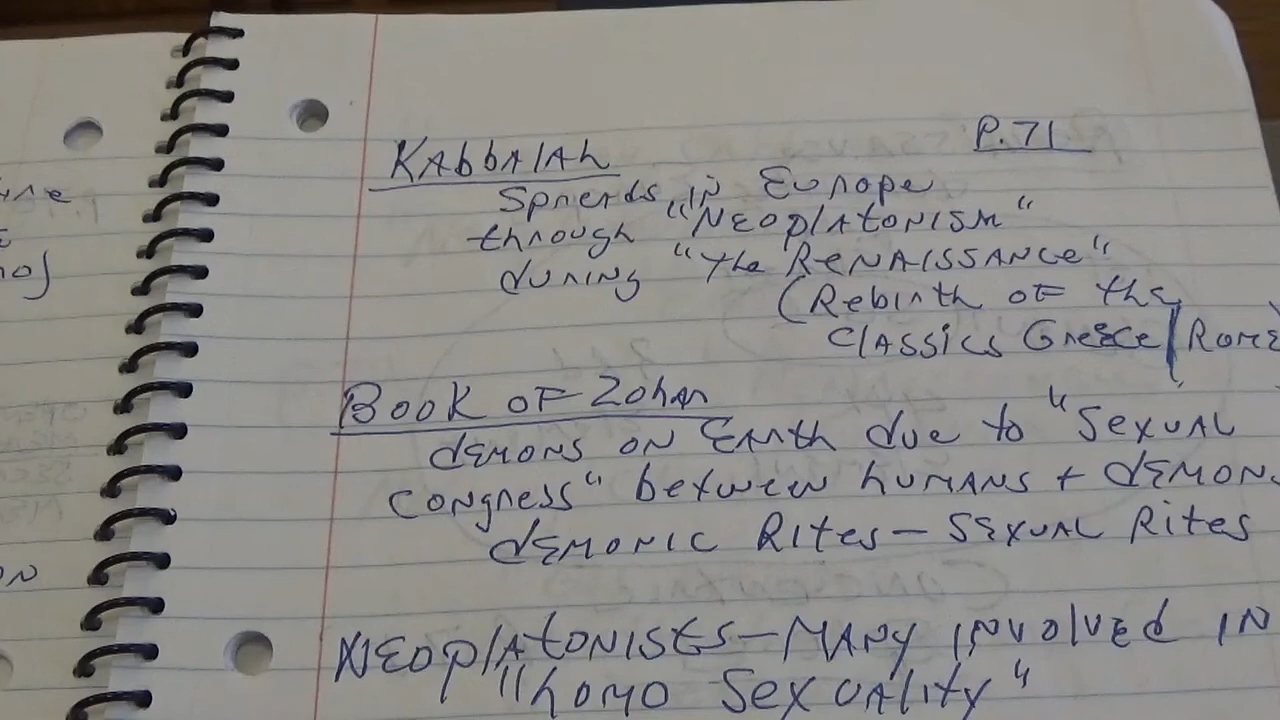 P.71
KAbbAlAh
SpreAds in Europe
through "NEOplAtonism"
during "the RENAISSANce"
(Rebirth of the
ClAssics Greece/Rome)
Book of Zohar
demons on Earth due to "Sexual
Congress" between humans + demon
demonic Rites - Sexual Rites
NeoplAtonists - MANy involved in
"homo Sexuality"